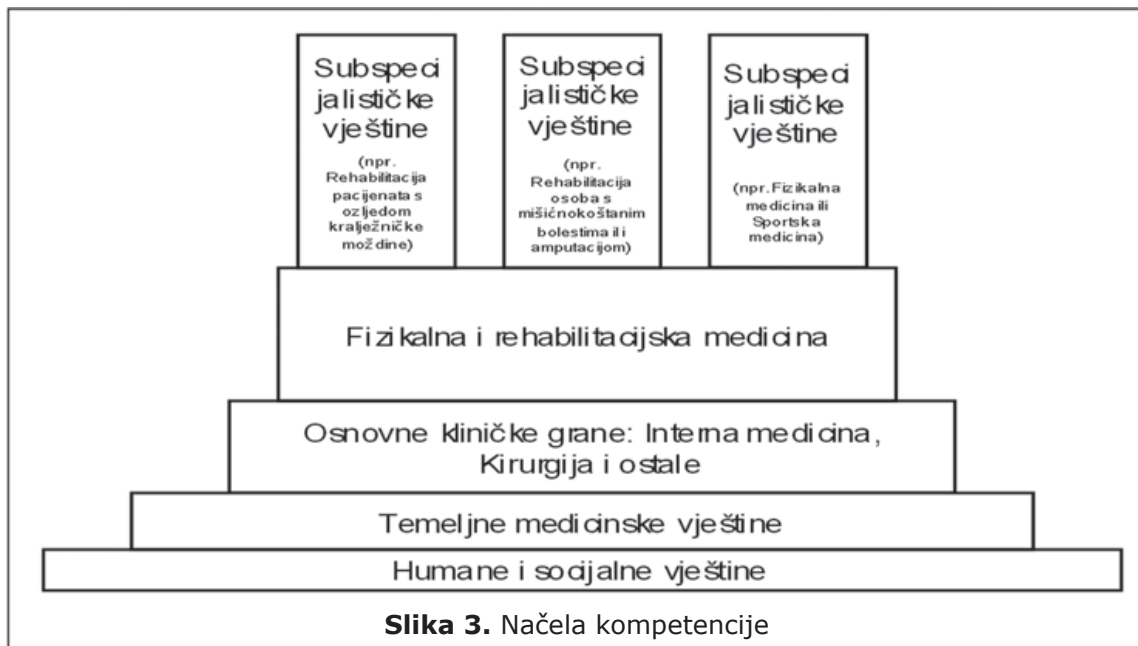 Subspeci
jalističke
vještine
(npr.
Rehabilitacija
pacijenata s
ozljedom
kralježničke
moždine)
Subspeci
jalističke
vještine
(npr.
Rehabilitacija
osoba s
mišićnokoštanim
bolestima ili
amputacijom)
Subspeci
jalističke
vještine
(npr.Fizikalna
medicina ili
Sportska
medicina)
Fizikalna i rehabilitacijska medicina
Osnovne kliničke grane: Interna medicina,
Kirurgija i ostale
Temeljne medicinske vještine
Humane i socijalne vještine
Slika 3. Načela kompetencije